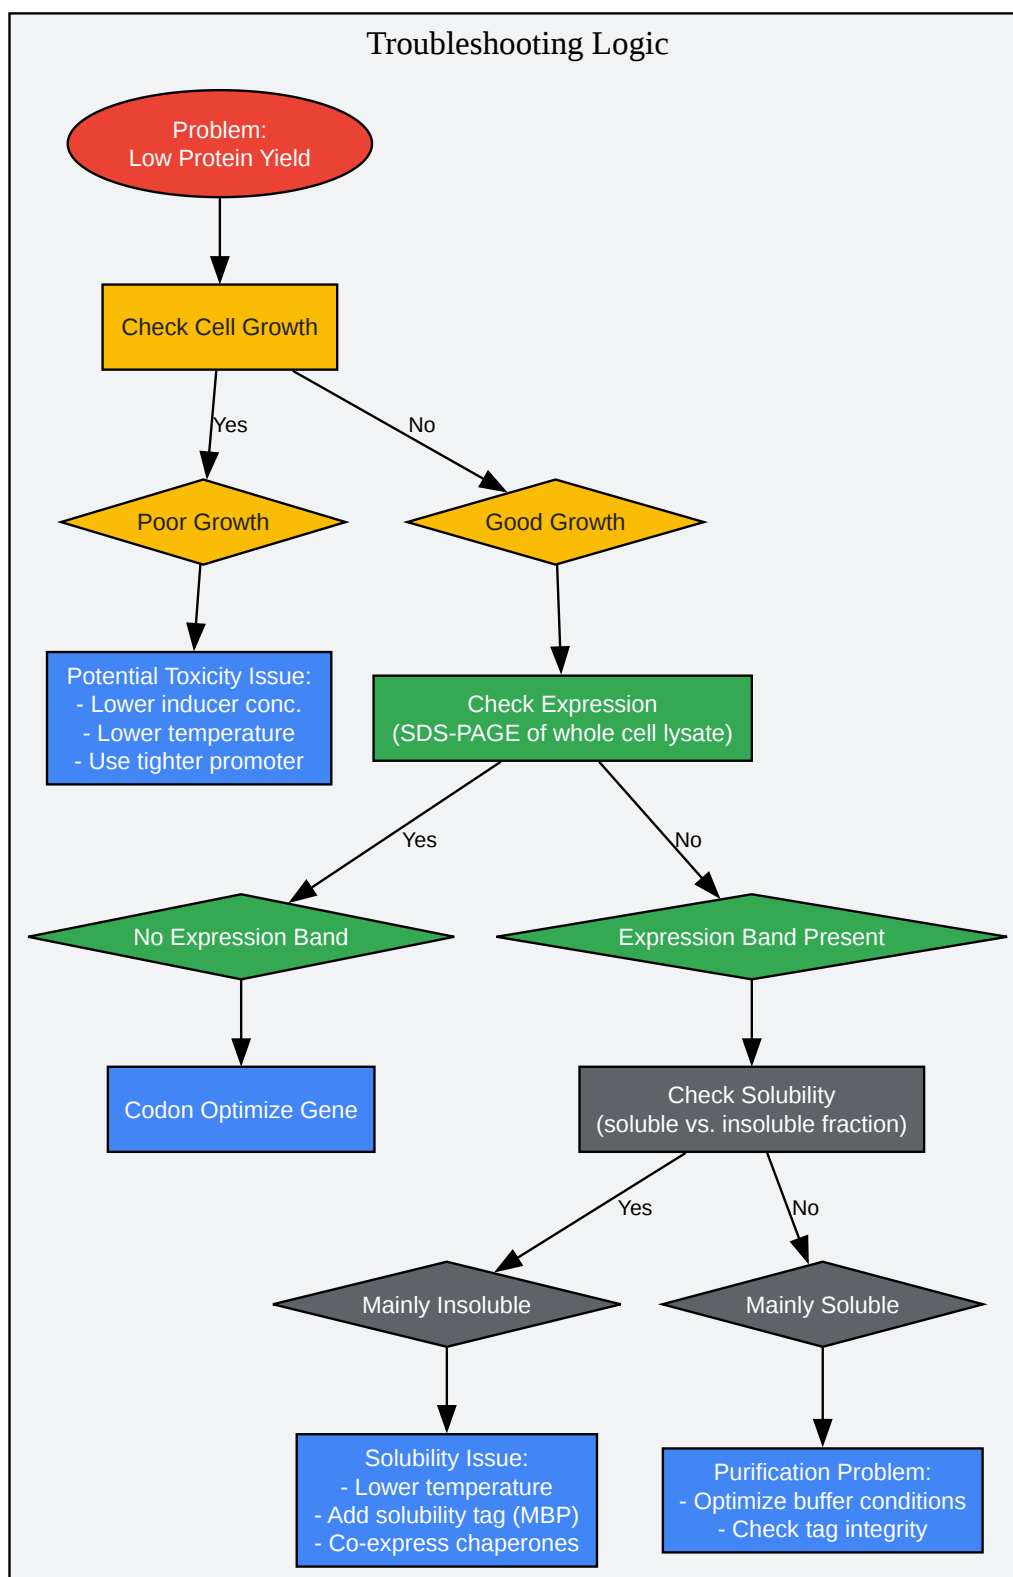 Troubleshooting Logic
Problem:
Low Protein Yield
Check Cell Growth
Yes
No
Poor Growth
Good Growth
Potential Toxicity Issue:
- Lower inducer conc.
- Lower temperature
- Use tighter promoter
Check Expression
(SDS-PAGE of whole cell lysate)
Yes
No
No Expression Band
Expression Band Present
Codon Optimize Gene
Check Solubility
(soluble vs. insoluble fraction)
Yes
No
Mainly Insoluble
Mainly Soluble
Solubility Issue:
- Lower temperature
- Add solubility tag (MBP)
- Co-express chaperones
Purification Problem:
- Optimize buffer conditions
- Check tag integrity